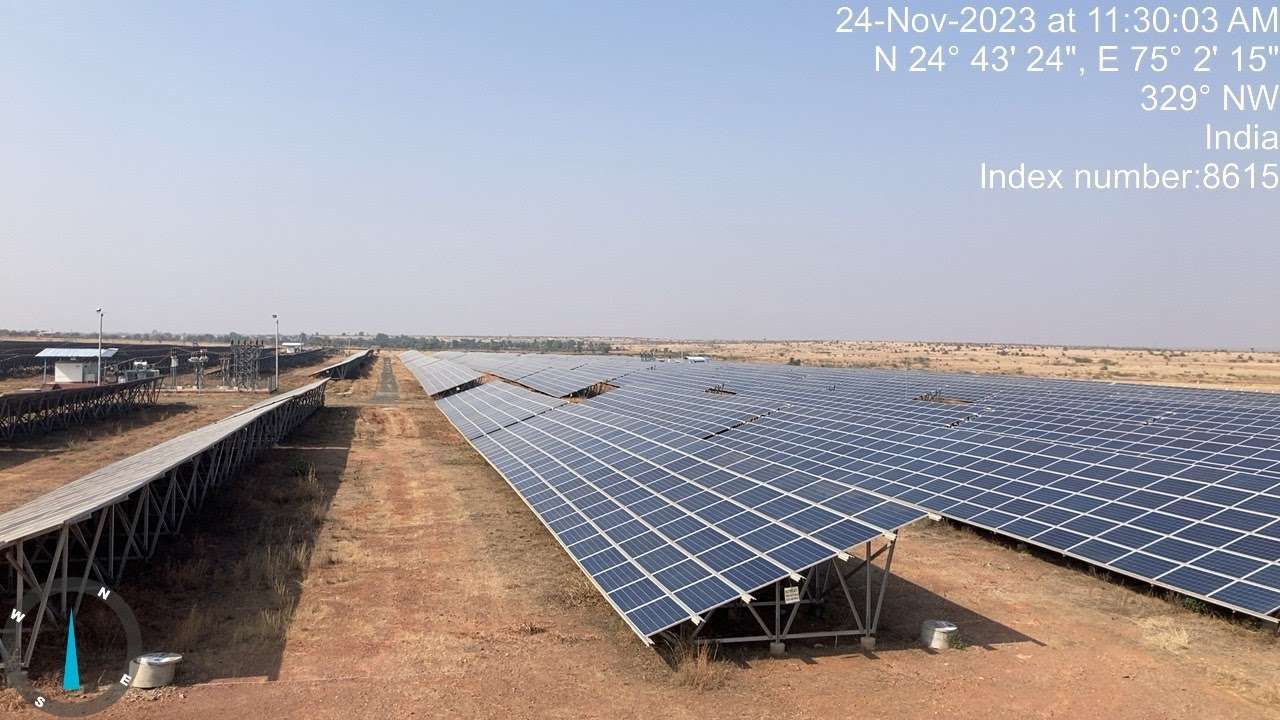 24-Nov-2023 at 11:30:03 AM
N 24° 43' 24", E 75° 2' 15"
329° NW
India
Index number:8615
N
W
E
S